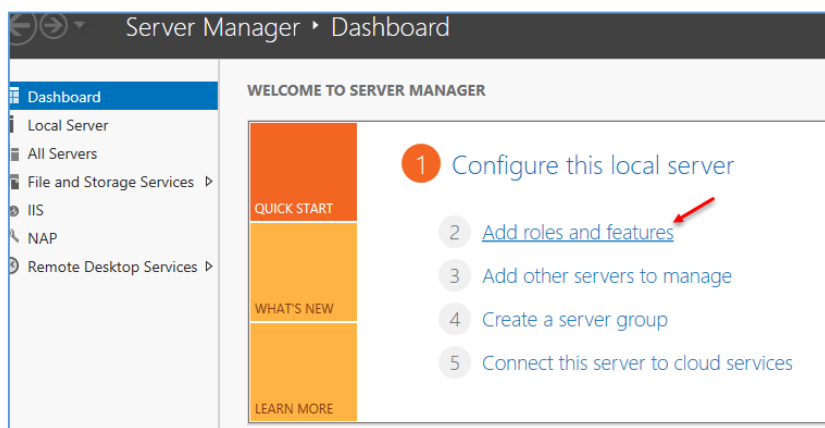 Server Manager ‣ Dashboard
Dashboard
Local Server
All Servers
File and Storage Services
IIS
NAP
Remote Desktop Services
WELCOME TO SERVER MANAGER
QUICK START
WHAT'S NEW
LEARN MORE
1 Configure this local server
2 Add roles and features
3 Add other servers to manage
4 Create a server group
5 Connect this server to cloud services